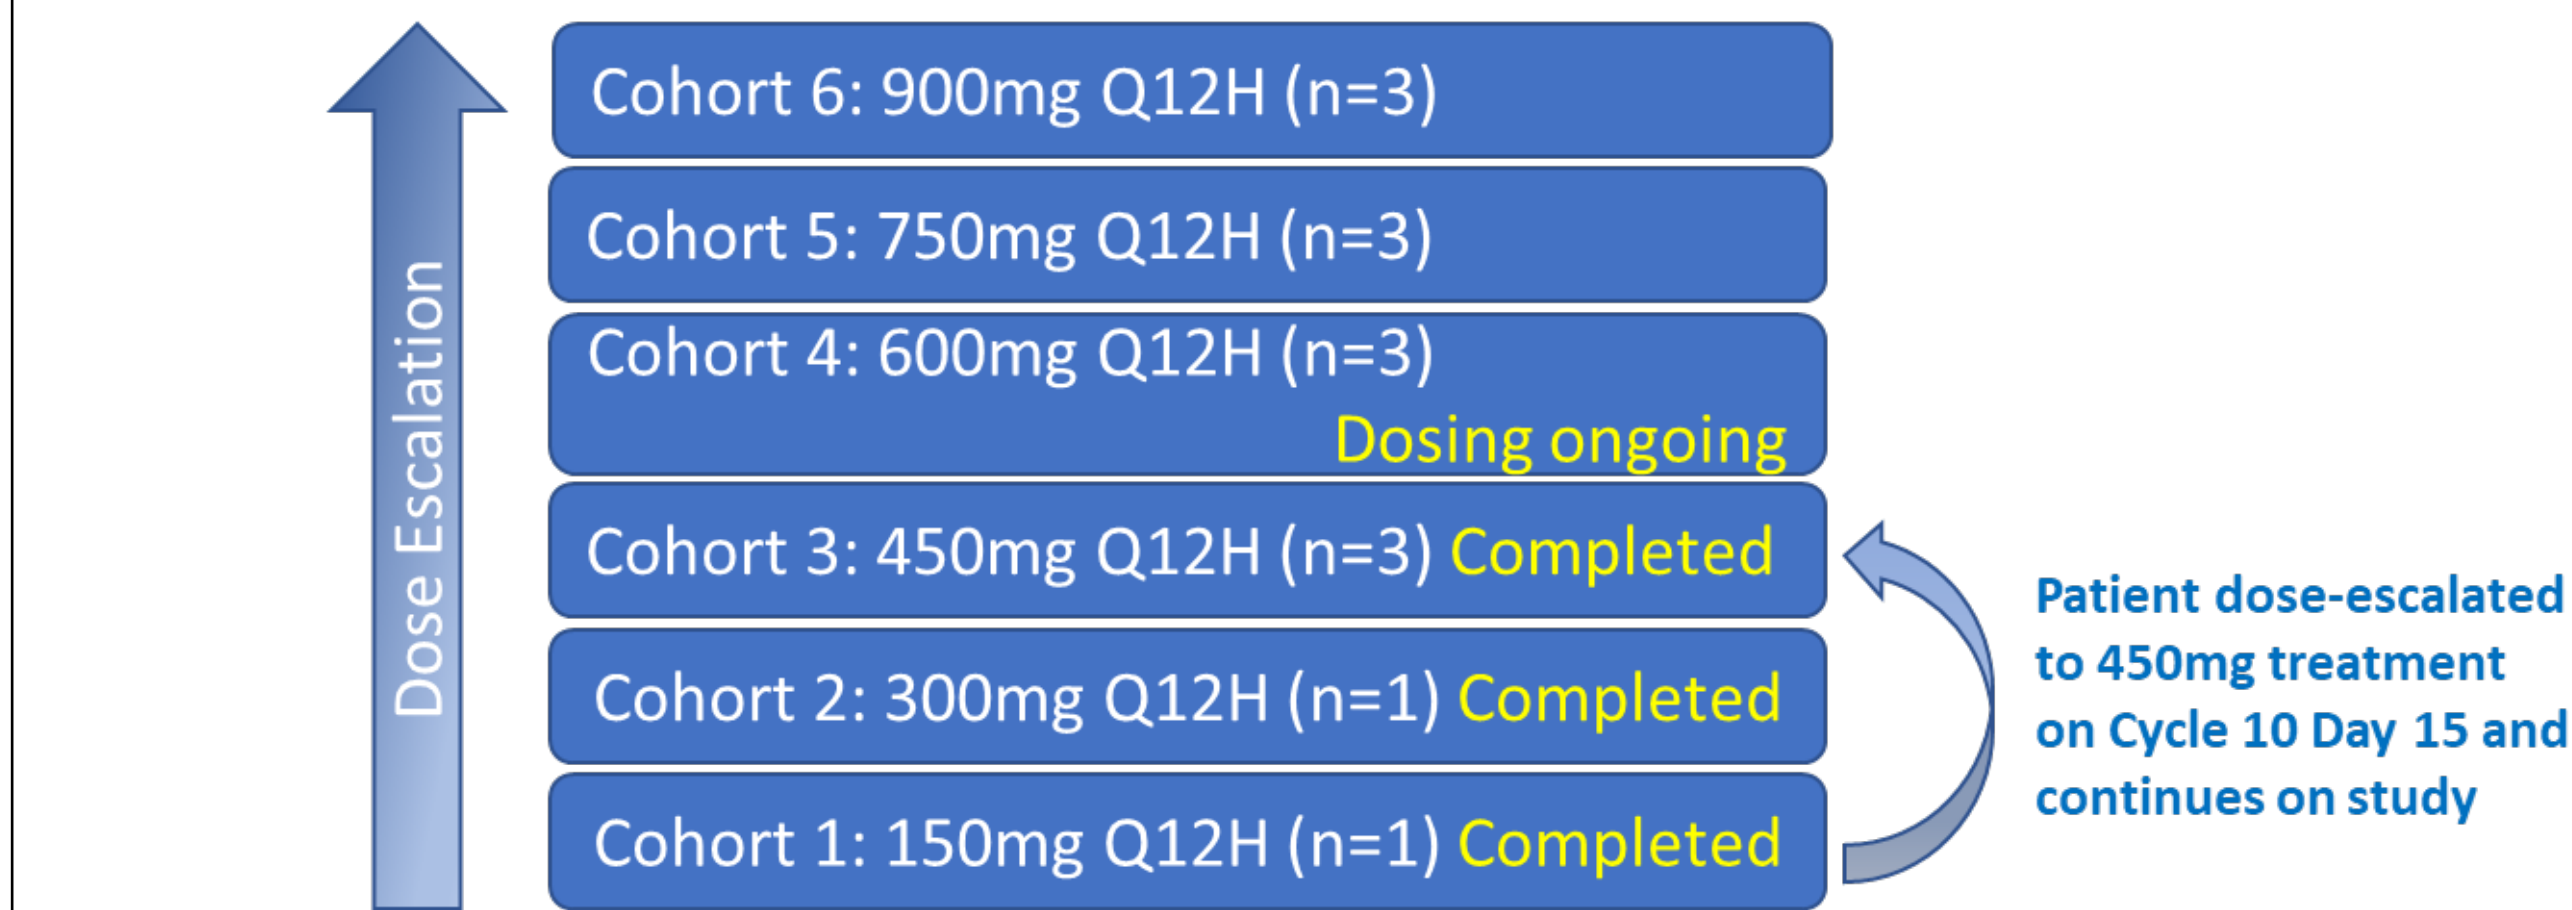 Dose Escalation
Cohort 6: 900mg Q12H (n=3)
Cohort 5: 750mg Q12H (n=3)
Cohort 4: 600mg Q12H (n=3)
Dosing ongoing
Cohort 3: 450mg Q12H (n=3) Completed
Cohort 2: 300mg Q12H (n=1) Completed
Cohort 1: 150mg Q12H (n=1) Completed
Patient dose-escalated
to 450mg treatment
on Cycle 10 Day 15 and
continues on study